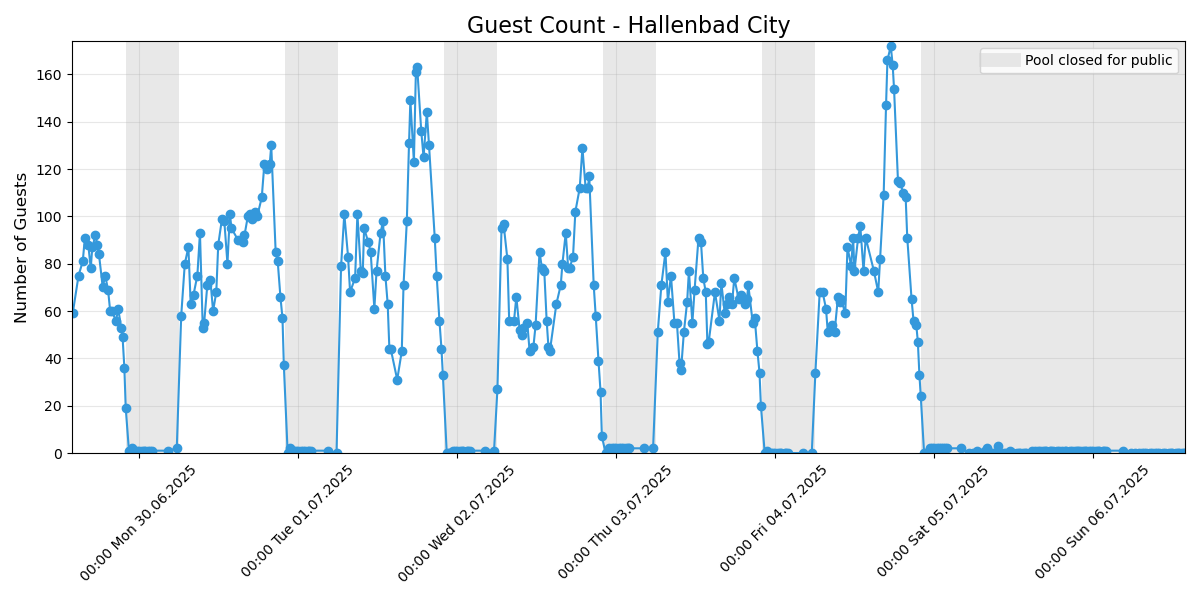 Guest Count - Hallenbad City
Pool closed for public
Number of Guests
160
140
120
100
80
60
40
20
0
00:00 Mon 30.06.2025
00:00 Tue 01.07.2025
00:00 Wed 02.07.2025
00:00 Thu 03.07.2025
00:00 Fri 04.07.2025
00:00 Sat 05.07.2025
00:00 Sun 06.07.2025